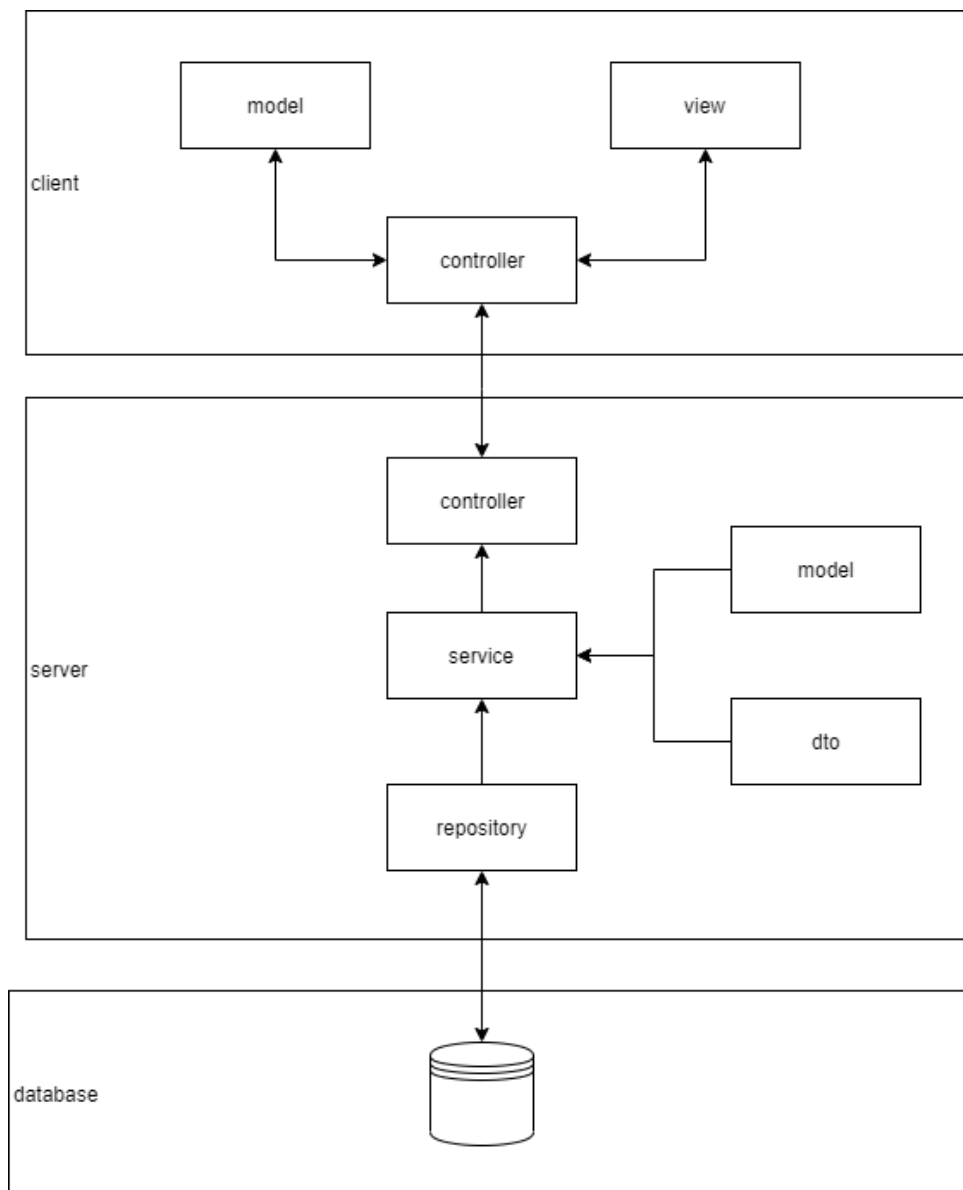 model
view
client
controller
controller
model
service
server
dto
repository
database